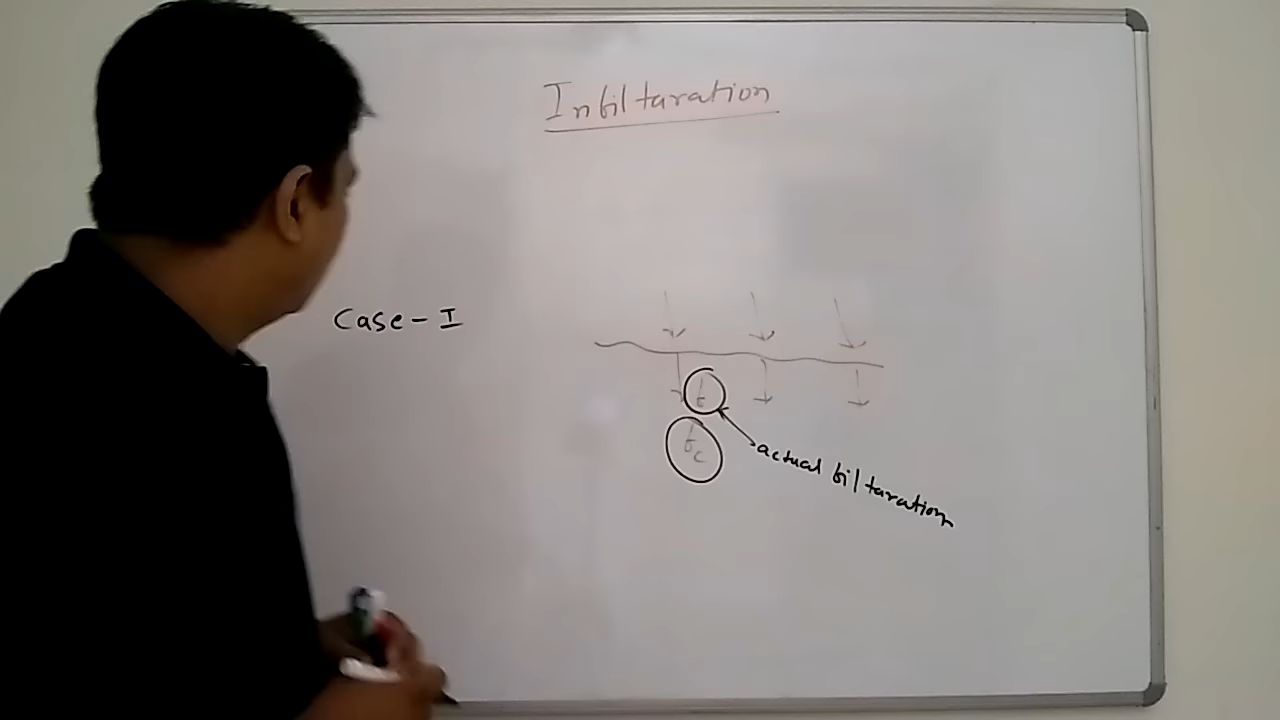 Infiltaration
Case - I
f
fc
actual filtaration